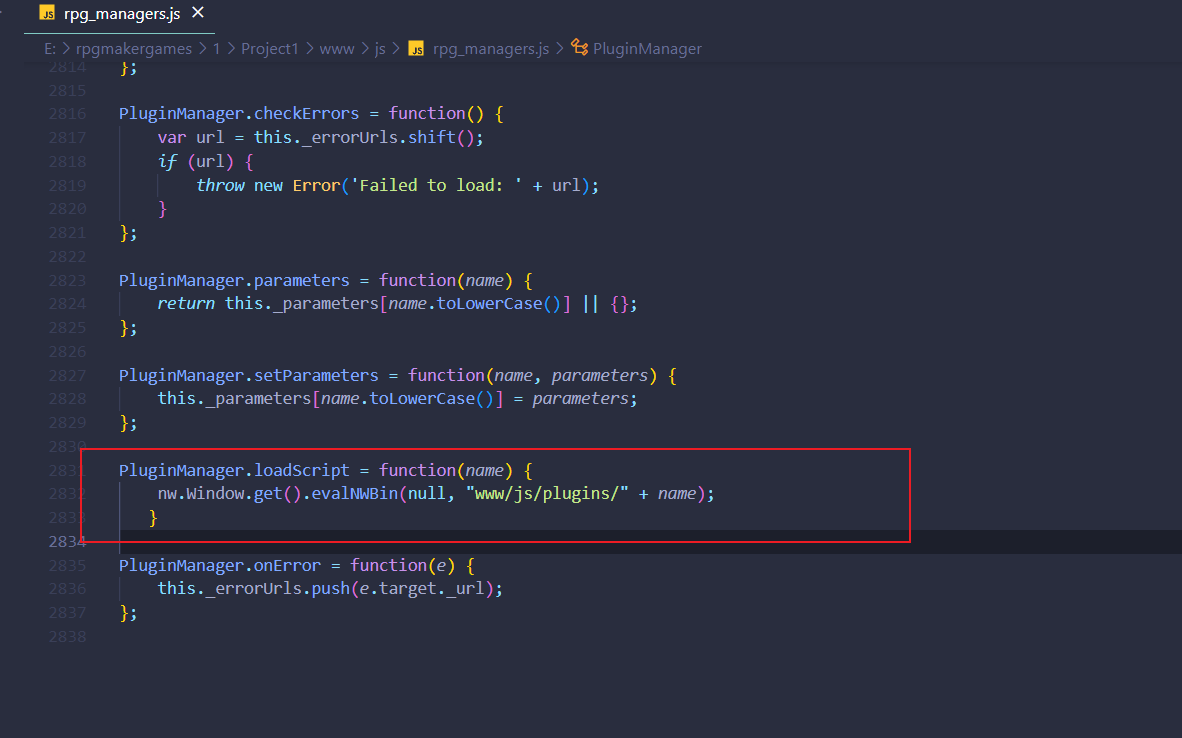 JS rpg_managers.js ×
E: > rpgmakergames > 1 > Project1 > www > js > JS rpg_managers.js > PluginManager
2814 };
2815
2816 PluginManager.checkErrors = function() {
2817     var url = this._errorUrls.shift();
2818     if (url) {
2819         throw new Error('Failed to load: ' + url);
2820     }
2821 };
2822
2823 PluginManager.parameters = function(name) {
2824     return this._parameters[name.toLowerCase()] || {};
2825 };
2826
2827 PluginManager.setParameters = function(name, parameters) {
2828     this._parameters[name.toLowerCase()] = parameters;
2829 };
2830
2831 PluginManager.loadScript = function(name) {
2832     nw.Window.get().evalNWBin(null, "www/js/plugins/" + name);
2833    }
2834
2835 PluginManager.onError = function(e) {
2836     this._errorUrls.push(e.target._url);
2837 };
2838